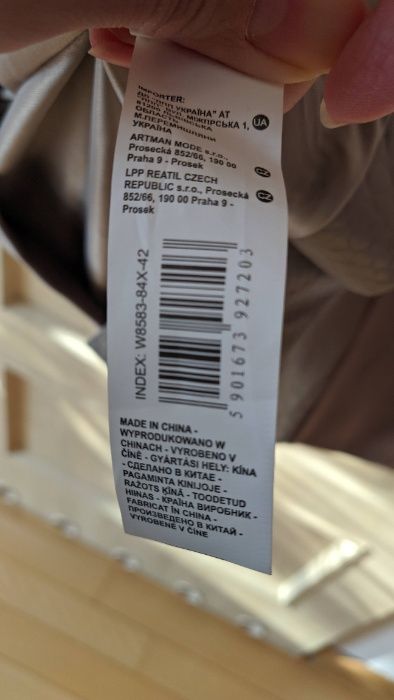 IMPORTER:
УКРАЇНА" АТ
МІЖГІРСЬКА 1, UA
М.ПЕРЕМИШЛЯНИ
УКРАЇНА
ARTMAN MODE s.r.o.,
Prosecká 852/66, 190 00
Praha 9 - Prosek
LPP REATIL CZECH
REPUBLIC s.r.o., Prosecká
852/66, 190 00 Praha 9 -
Prosek
INDEX: W8583-84X-42
5 901673 927203
MADE IN CHINA -
WYPRODUKOWANO W
CHINACH - VYROBENO V
ČÍNĚ - GYÁRTÁSI HELY: KÍNA
- СДЕЛАНО В КИТАЕ -
PAGAMINTA KINIJOJE -
RAŽOTS ĶĪNĀ - TOODETUD
HIINAS - КРАЇНА ВИРОБНИК -
FABRICAT ÎN CHINA -
ПРОИЗВЕДЕНО В КИТАЙ -
VYROBENÉ V ČÍNE